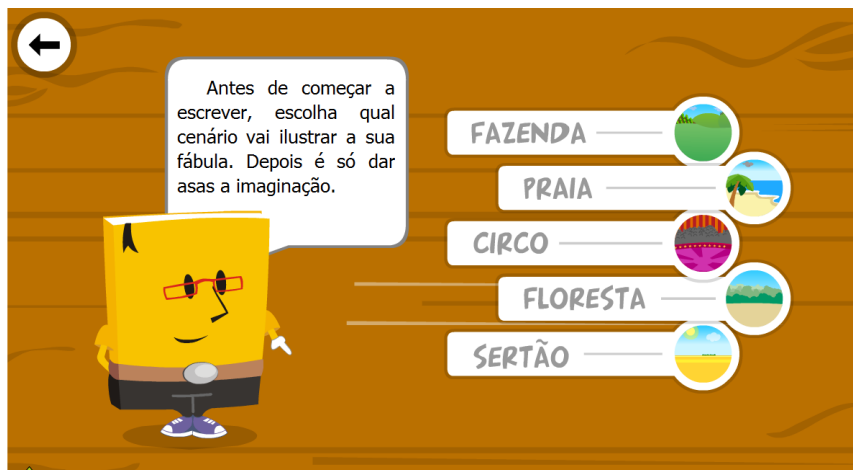 Antes de começar a
escrever, escolha qual
cenário vai ilustrar a sua
fábula. Depois é só dar
asas a imaginação.
FAZENDA
PRAIA
CIRCO
FLORESTA
SERTÃO